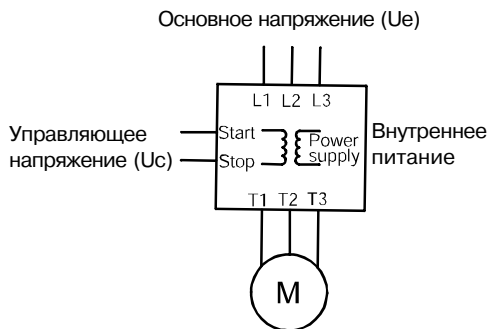 Основное напряжение (Ue)
L1 L2 L3
Управляющее
напряжение (Uc)
Start
Stop
Power
supply
Внутреннее
питание
T1 T2 T3
M